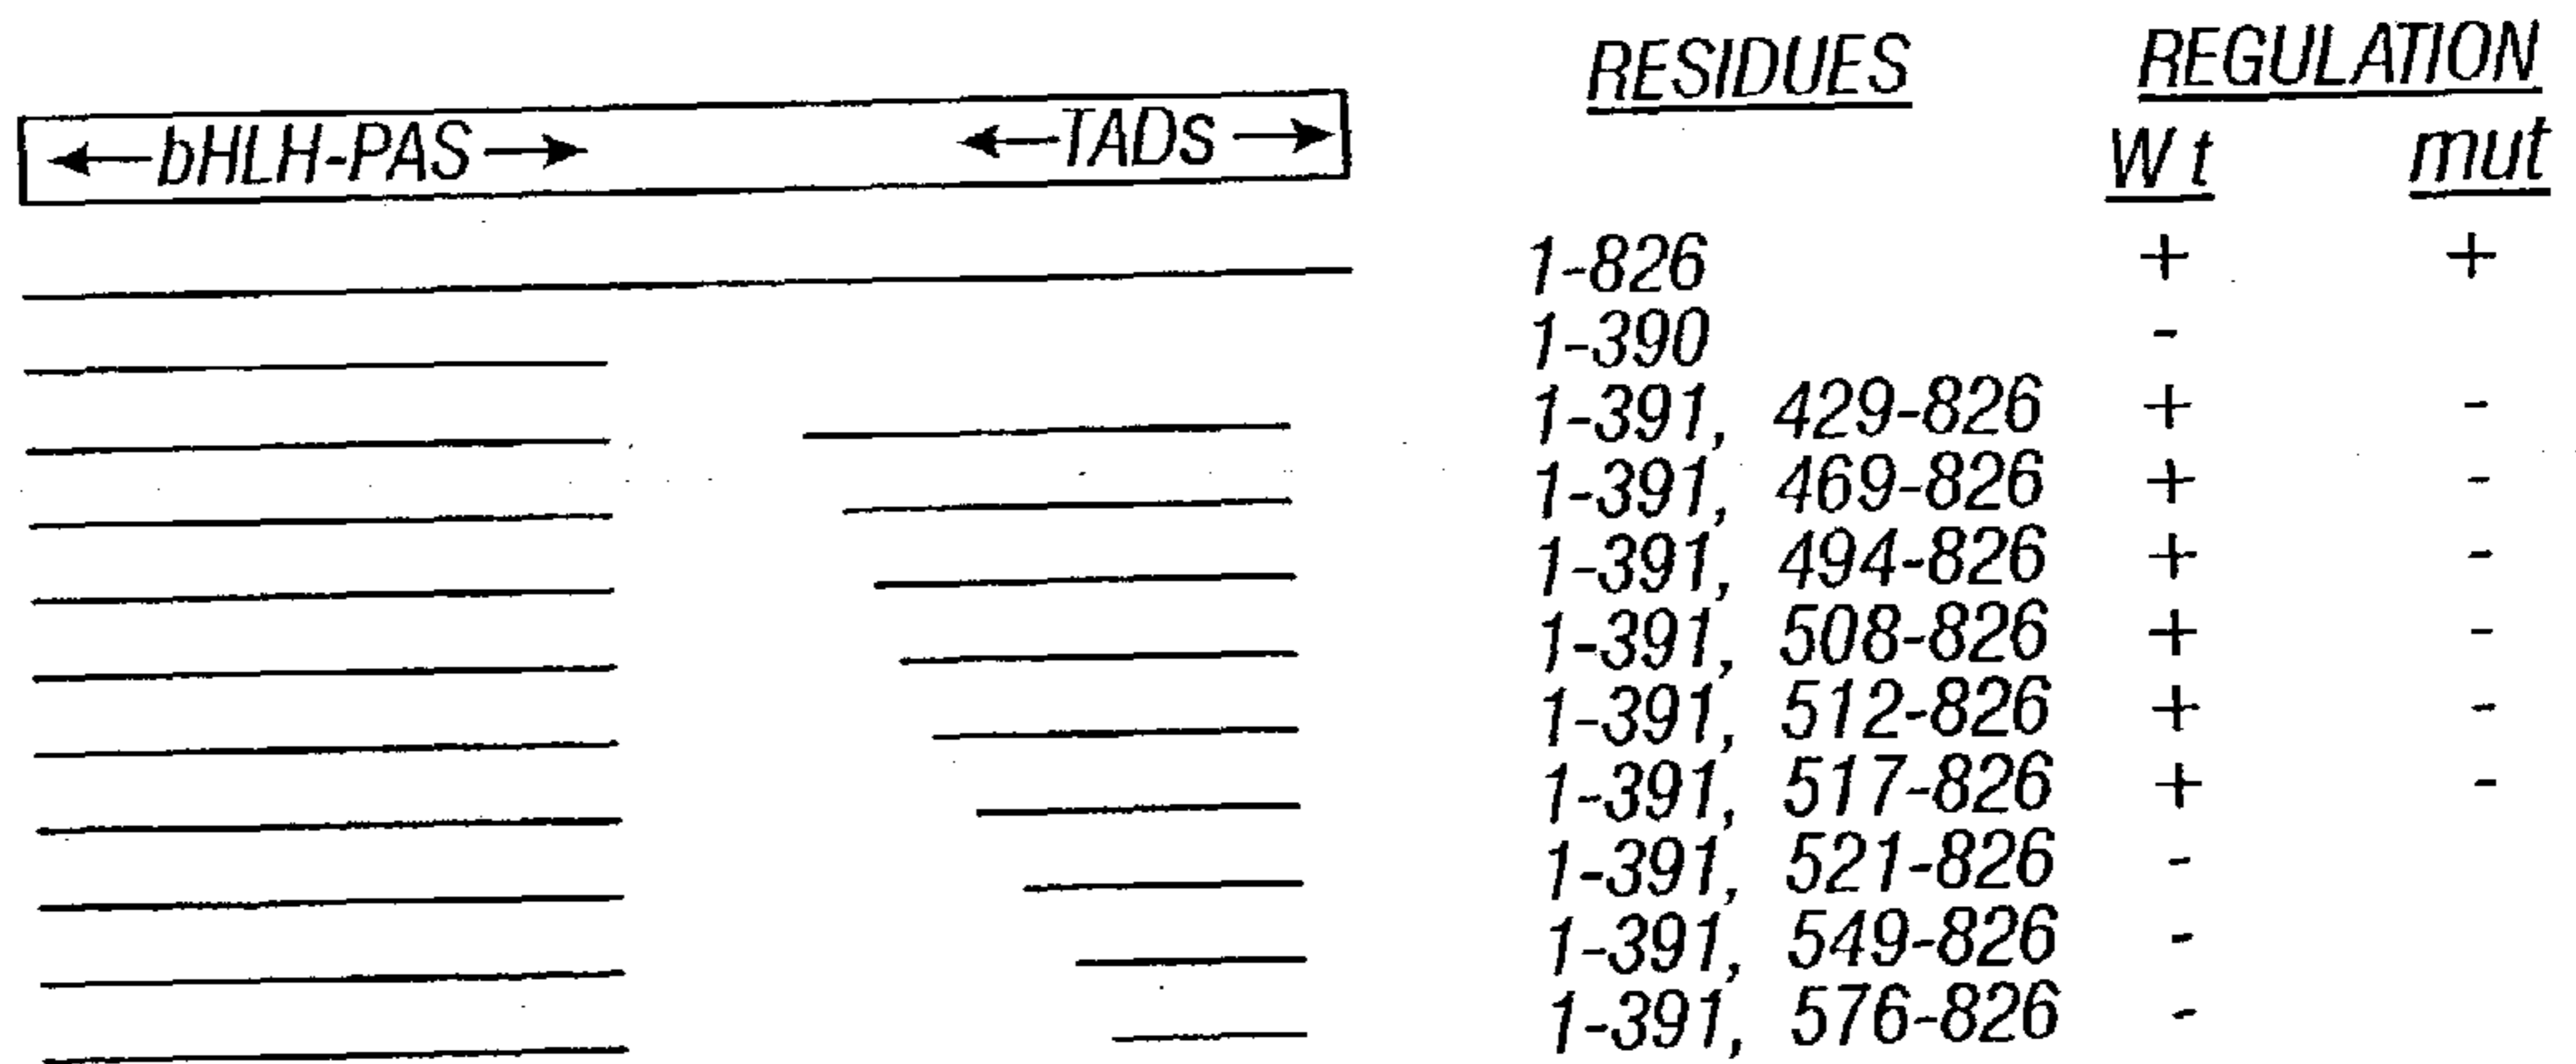 RESIDUES REGULATION
←bHLH-PAS→ ←TADs→ Wt mut
1-826 + +
1-390 -
1-391, 429-826 + -
1-391, 469-826 + -
1-391, 494-826 + -
1-391, 508-826 + -
1-391, 512-826 + -
1-391, 517-826 + -
1-391, 521-826 -
1-391, 549-826 -
1-391, 576-826 -